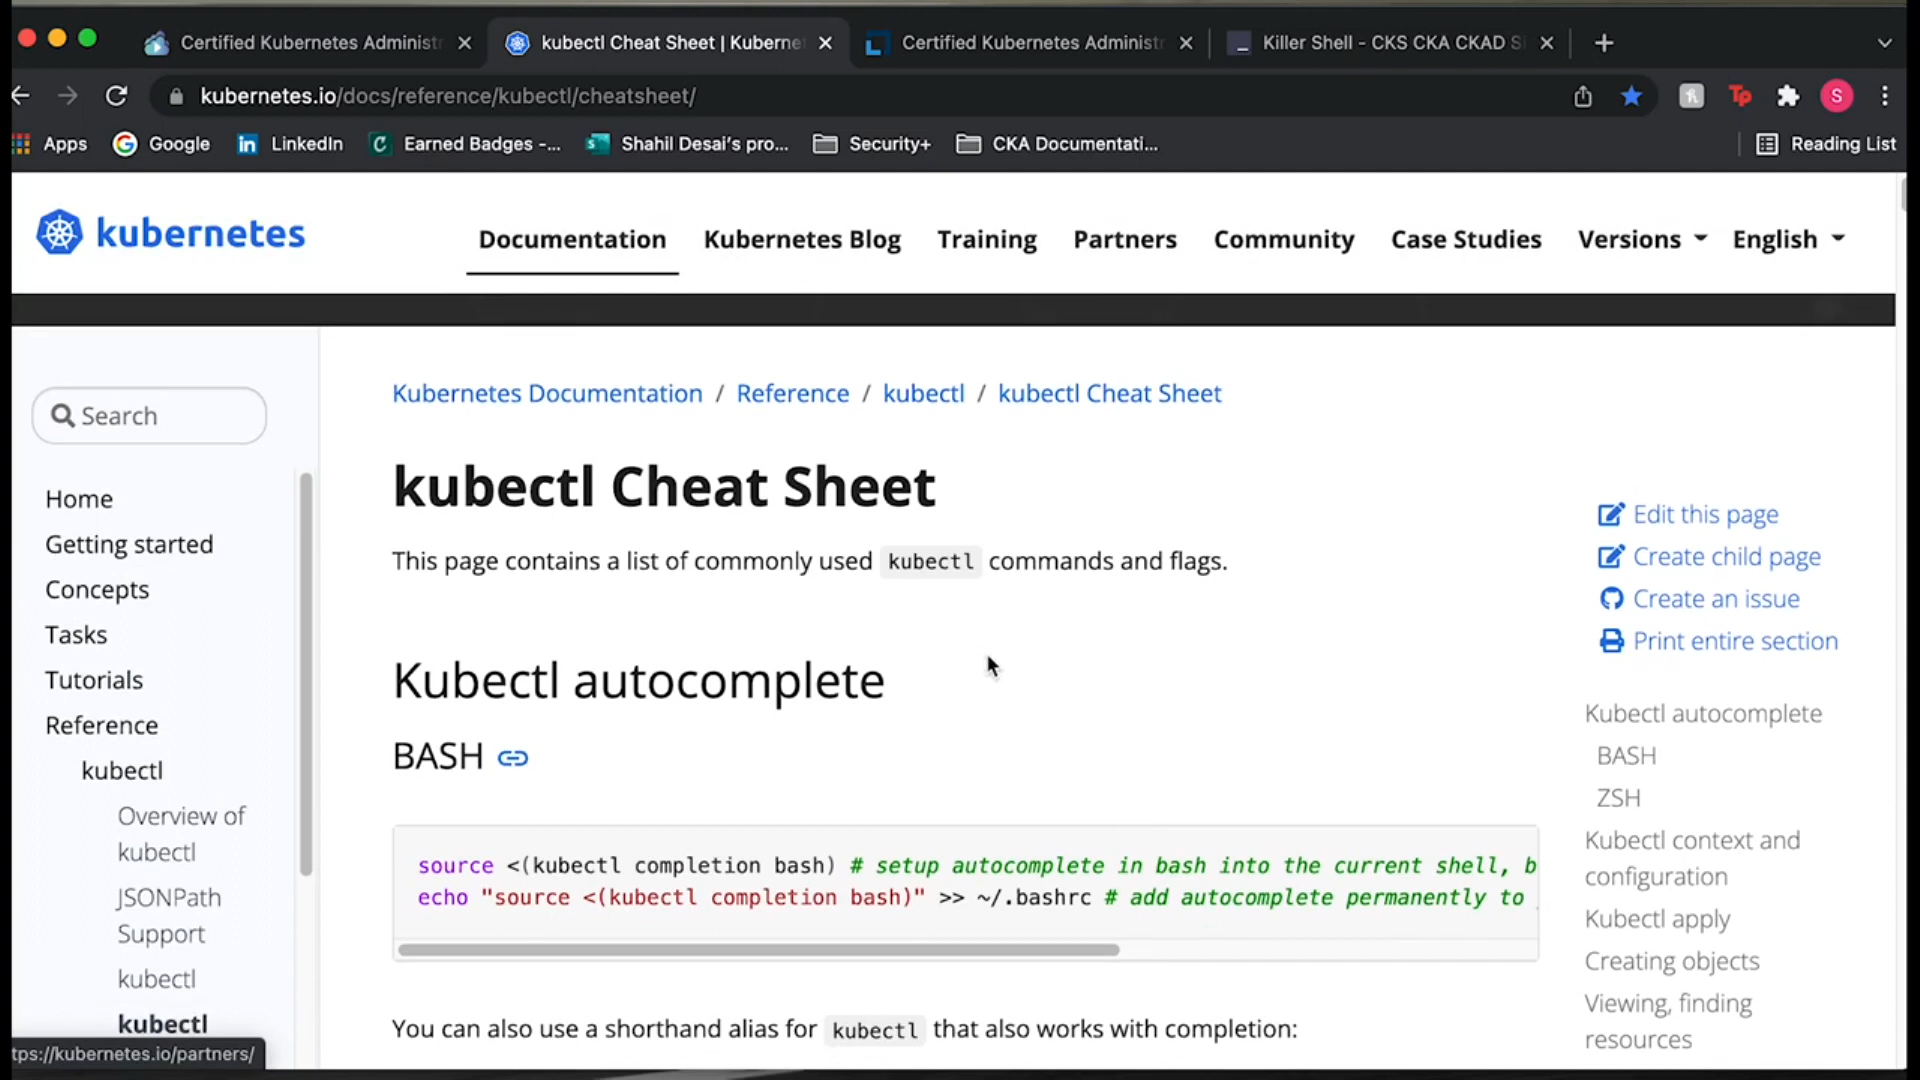 Certified Kubernetes Administr
kubectl Cheat Sheet | Kubernet
Certified Kubernetes Administr
Killer Shell - CKS CKA CKAD S
kubernetes.io/docs/reference/kubectl/cheatsheet/
Tp
S
Apps
Google
in LinkedIn
Earned Badges -...
Shahil Desai's pro...
Security+
CKA Documentati...
Reading List
kubernetes
Documentation
Kubernetes Blog
Training
Partners
Community
Case Studies
Versions
English
Search
Home
Getting started
Concepts
Tasks
Tutorials
Reference
kubectl
Overview of
kubectl
JSONPath
Support
kubectl
kubectl
Kubernetes Documentation / Reference / kubectl / kubectl Cheat Sheet
kubectl Cheat Sheet
This page contains a list of commonly used kubectl commands and flags.
Kubectl autocomplete
BASH
source <(kubectl completion bash) # setup autocomplete in bash into the current shell, b
echo "source <(kubectl completion bash)" >> ~/.bashrc # add autocomplete permanently to
You can also use a shorthand alias for kubectl that also works with completion:
Edit this page
Create child page
Create an issue
Print entire section
Kubectl autocomplete
BASH
ZSH
Kubectl context and
configuration
Kubectl apply
Creating objects
Viewing, finding
resources
tps://kubernetes.io/partners/